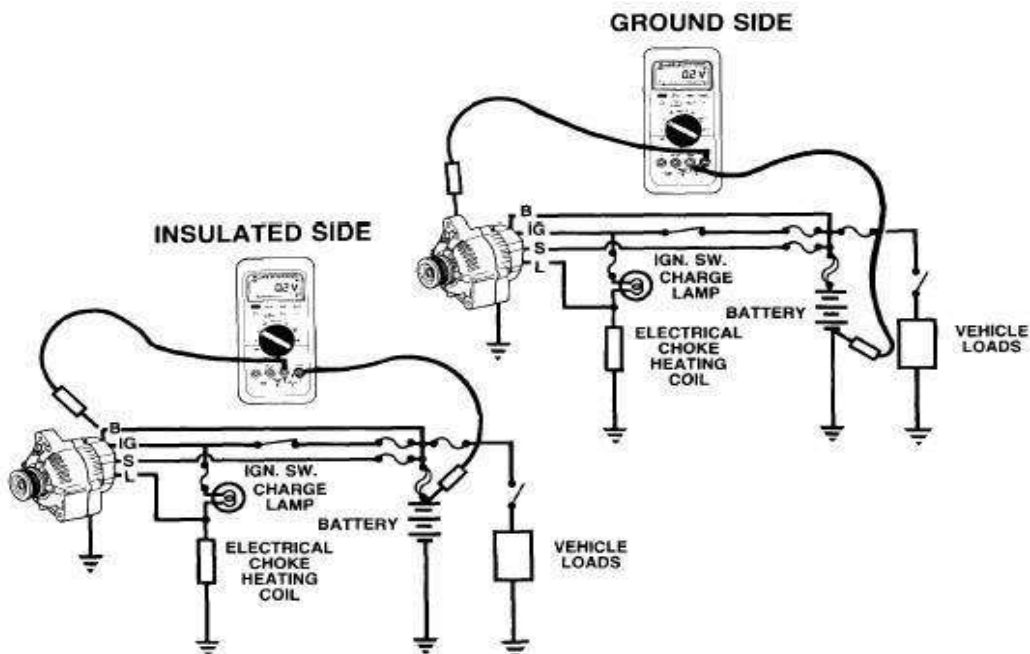 GROUND SIDE
0.2 V
B
IG
S
L
IGN. SW.
CHARGE
LAMP
BATTERY
ELECTRICAL
CHOKE
HEATING
COIL
VEHICLE
LOADS
INSULATED SIDE
0.2 V
B
IG
S
L
IGN. SW.
CHARGE
LAMP
BATTERY
ELECTRICAL
CHOKE
HEATING
COIL
VEHICLE
LOADS